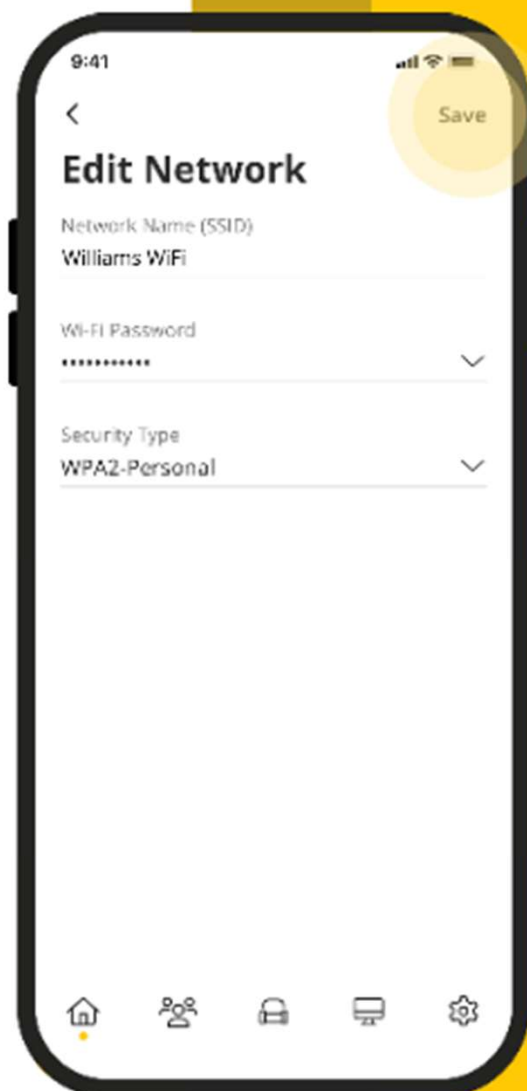 9:41
Save
Edit Network
Network Name (SSID)
Williams WiFi
Wi-Fi Password
•••••••••••
Security Type
WPA2-Personal